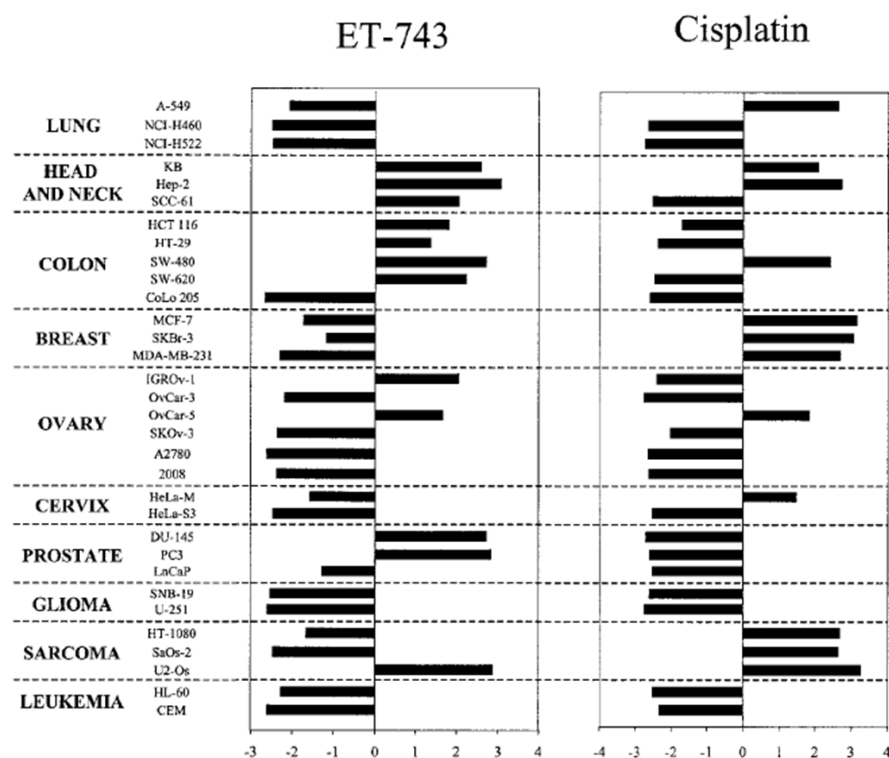 ET-743 Cisplatin
A-549
LUNG NCI-H460
NCI-H522
HEAD KB
AND NECK Hep-2
SCC-61
HCT 116
HT-29
COLON SW-480
SW-620
CoLo 205
MCF-7
BREAST SKBr-3
MDA-MB-231
IGROv-1
OvCar-3
OVARY OvCar-5
SKOv-3
A2780
2008
CERVIX HeLa-M
HeLa-S3
DU-145
PROSTATE PC3
LnCaP
GLIOMA SNB-19
U-251
HT-1080
SARCOMA SaOs-2
U2-Os
LEUKEMIA HL-60
CEM
-3 -2 -1 0 1 2 3 4 -4 -3 -2 -1 0 1 2 3 4